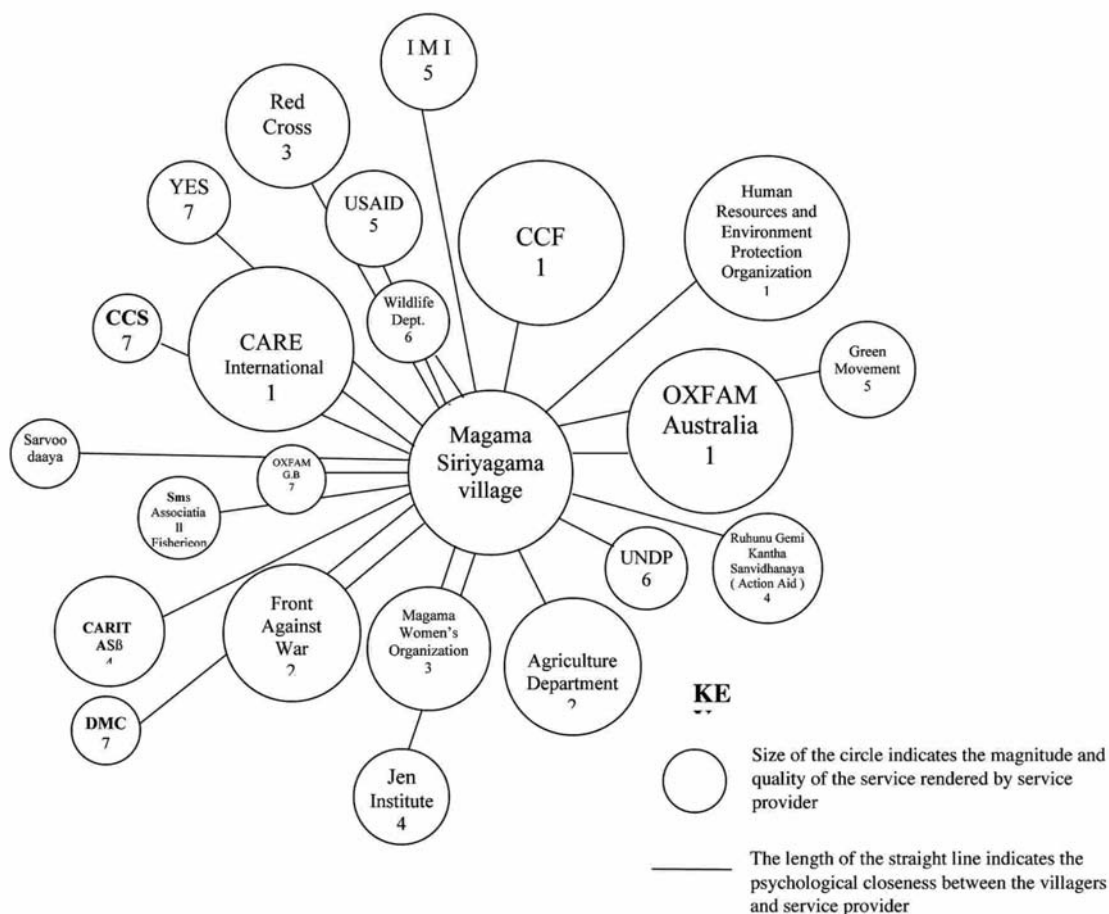 I M I
5
Red
Cross
3
YES
7
USAID
5
CCF
1
Human
Resources and
Environment
Protection
Organization
1
Wildlife
Dept.
6
CCS
7
CARE
International
1
Green
Movement
5
OXFAM
Australia
1
Magama
Siriyagama
village
Sarvoo
daaya
OXFAM
G.B
7
Sms
Associatia
II
Fisherieon
Ruhunu Gemi
Kantha
Sanvidhanaya
( Action Aid )
4
UNDP
6
CARIT
ASß
4
Front
Against
War
2
Magama
Women's
Organization
3
Agriculture
Department
2
DMC
7
Jen
Institute
4
KE
Size of the circle indicates the magnitude and
quality of the service rendered by service
provider
The length of the straight line indicates the
psychological closeness between the villagers
and service provider